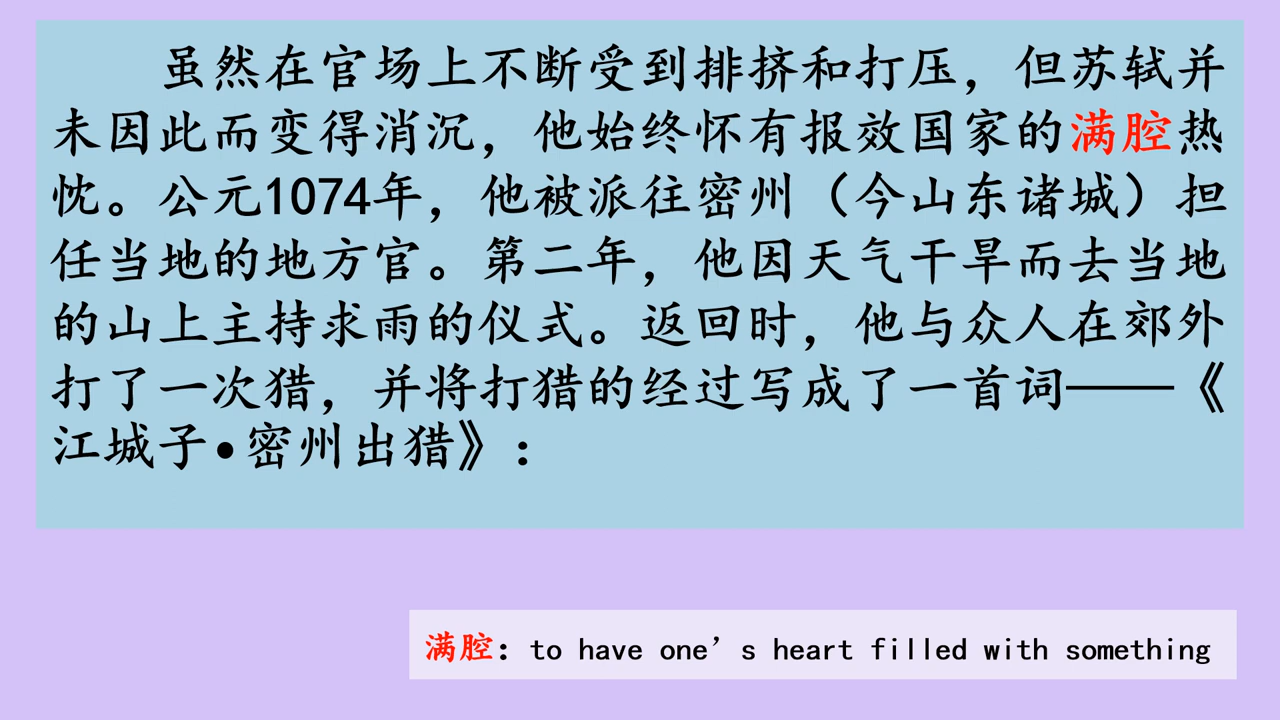 虽然在官场上不断受到排挤和打压，但苏轼并
未因此而变得消沉，他始终怀有报效国家的满腔热
忱。公元1074年，他被派往密州（今山东诸城）担
任当地的地方官。第二年，他因天气干旱而去当地
的山上主持求雨的仪式。返回时，他与众人在郊外
打了一次猎，并将打猎的经过写成了一首词——《
江城子•密州出猎》：
满腔：to have one’s heart filled with something